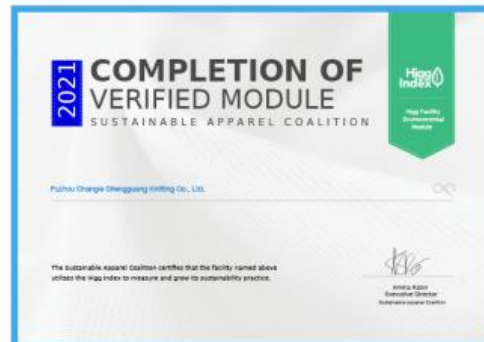 2021
COMPLETION OF
VERIFIED MODULE
SUSTAINABLE APPAREL COALITION
Higg
Index
Higg Facility
Environmental
Module
Fuzhou Changle Shengguang Knitting Co., Ltd.
The Sustainable Apparel Coalition certifies that the facility named above
utilizes the Higg Index to measure and grow its sustainability practice.
Amina Razvi
Executive Director
Sustainable Apparel Coalition